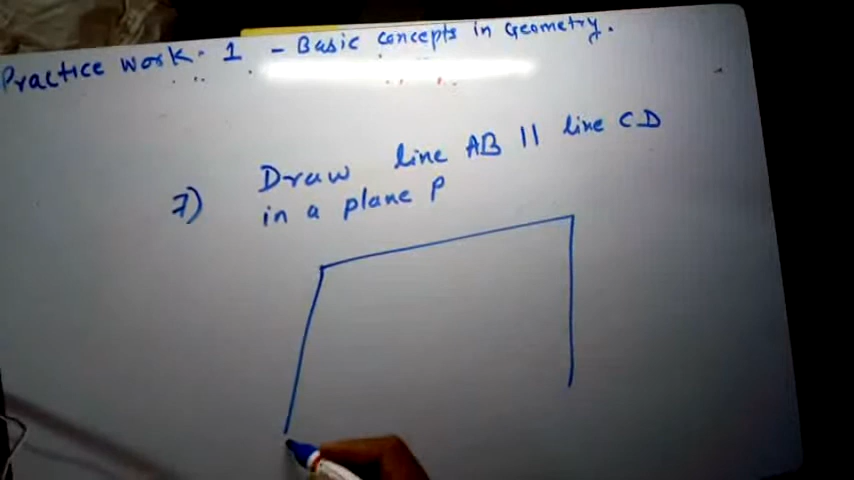 Practice work - 1 - Basic concepts in Geometry.
7) Draw line AB || line CD
in a plane P